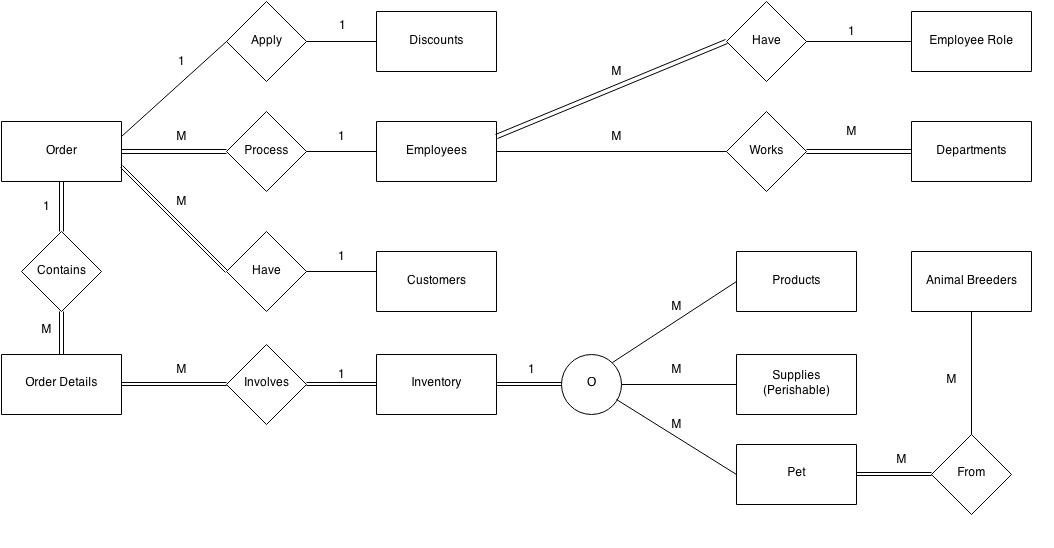 Apply
1
Discounts
1
Have
1
Employee Role
M
Order
M
Process
1
Employees
M
Works
M
Departments
M
1
Have
1
Customers
Contains
Products
Animal Breeders
M
M
Order Details
M
Involves
1
Inventory
1
O
M
Supplies
(Perishable)
M
M
Pet
M
From